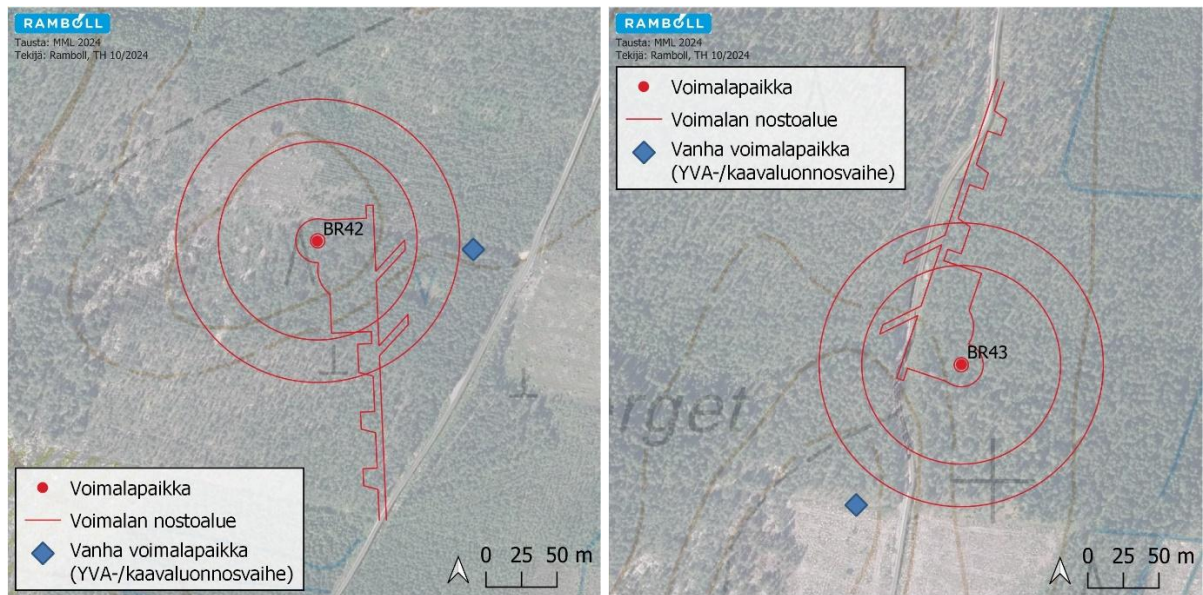 RAMBOLL
Tausta: MML 2024
Tekijä: Ramboll, TH 10/2024
BR42
Voimalapaikka
Voimalan nostoalue
Vanha voimalapaikka
(YVA-/kaavaluonnosvaihe)
0 25 50 m
RAMBOLL
Tausta: MML 2024
Tekijä: Ramboll, TH 10/2024
Voimalapaikka
Voimalan nostoalue
Vanha voimalapaikka
(YVA-/kaavaluonnosvaihe)
BR43
erget
0 25 50 m